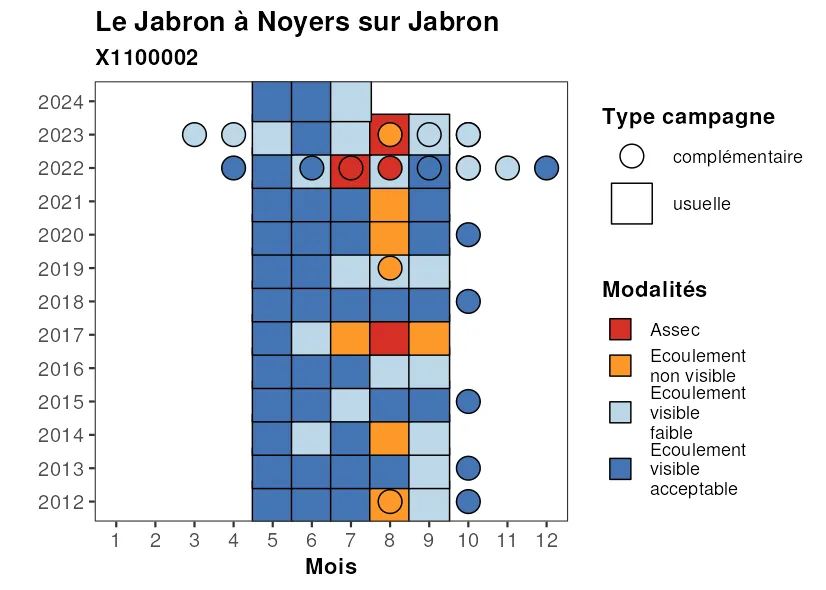 Le Jabron à Noyers sur Jabron
X1100002
2024
2023
2022
2021
2020
2019
2018
2017
2016
2015
2014
2013
2012
1 2 3 4 5 6 7 8 9 10 11 12
Mois
Type campagne
complémentaire
usuelle
Modalités
Assec
Ecoulement
non visible
Ecoulement
visible
faible
Ecoulement
visible
acceptable